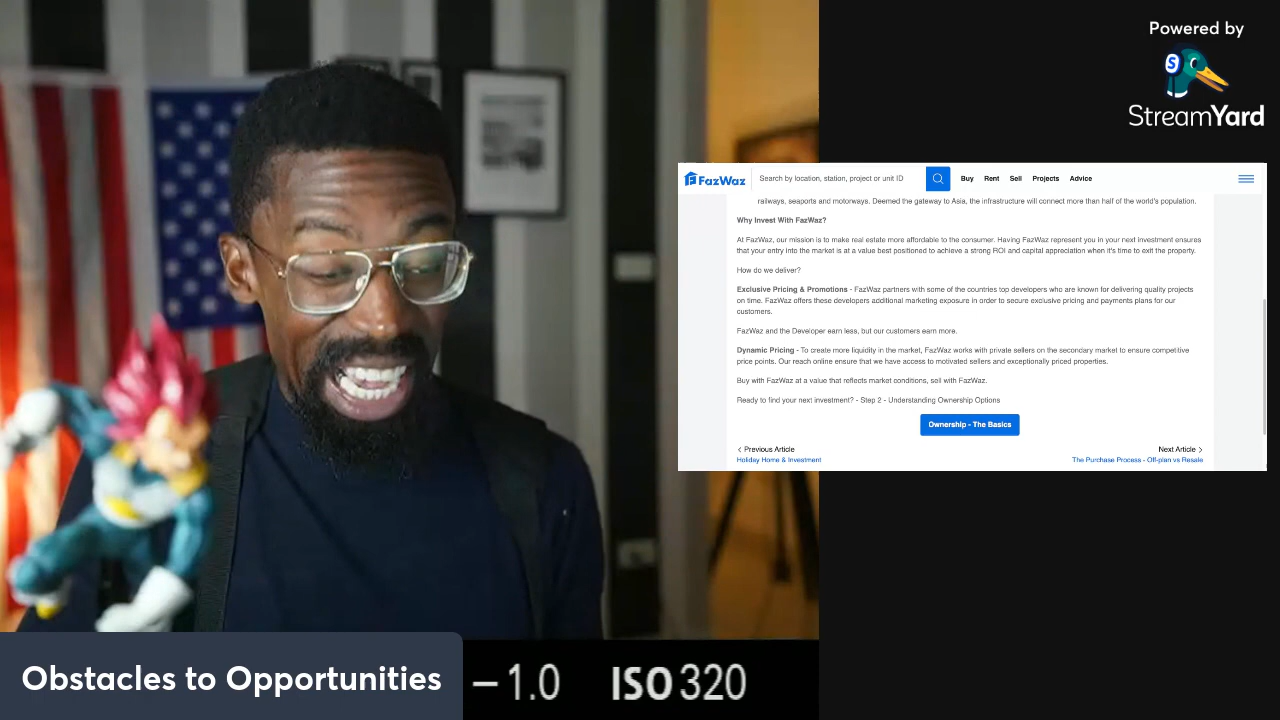 Powered by
StreamYard
FazWaz
Search by location, station, project or unit ID
Buy Rent Sell Projects Advice
railways, seaports and motorways. Deemed the gateway to Asia, the infrastructure will connect more than half of the world's population.
Why Invest With FazWaz?
At FazWaz, our mission is to make real estate more affordable to the consumer. Having FazWaz represent you in your next investment ensures
that your entry into the market is at a value best positioned to achieve a strong ROI and capital appreciation when it's time to exit the property.
How do we deliver?
Exclusive Pricing & Promotions - FazWaz partners with some of the countries top developers who are known for delivering quality projects
on time. FazWaz offers these developers additional marketing exposure in order to secure exclusive pricing and payments plans for our
customers.
FazWaz and the Developer earn less, but our customers earn more.
Dynamic Pricing - To create more liquidity in the market, FazWaz works with private sellers on the secondary market to ensure competitive
price points. Our reach online ensure that we have access to motivated sellers and exceptionally priced properties.
Buy with FazWaz at a value that reflects market conditions, sell with FazWaz.
Ready to find your next investment? - Step 2 - Understanding Ownership Options
Ownership - The Basics
< Previous Article
Next Article >
Holiday Home & Investment
The Purchase Process - Off-plan vs Resale
Obstacles to Opportunities
– 1.0 ISO 320